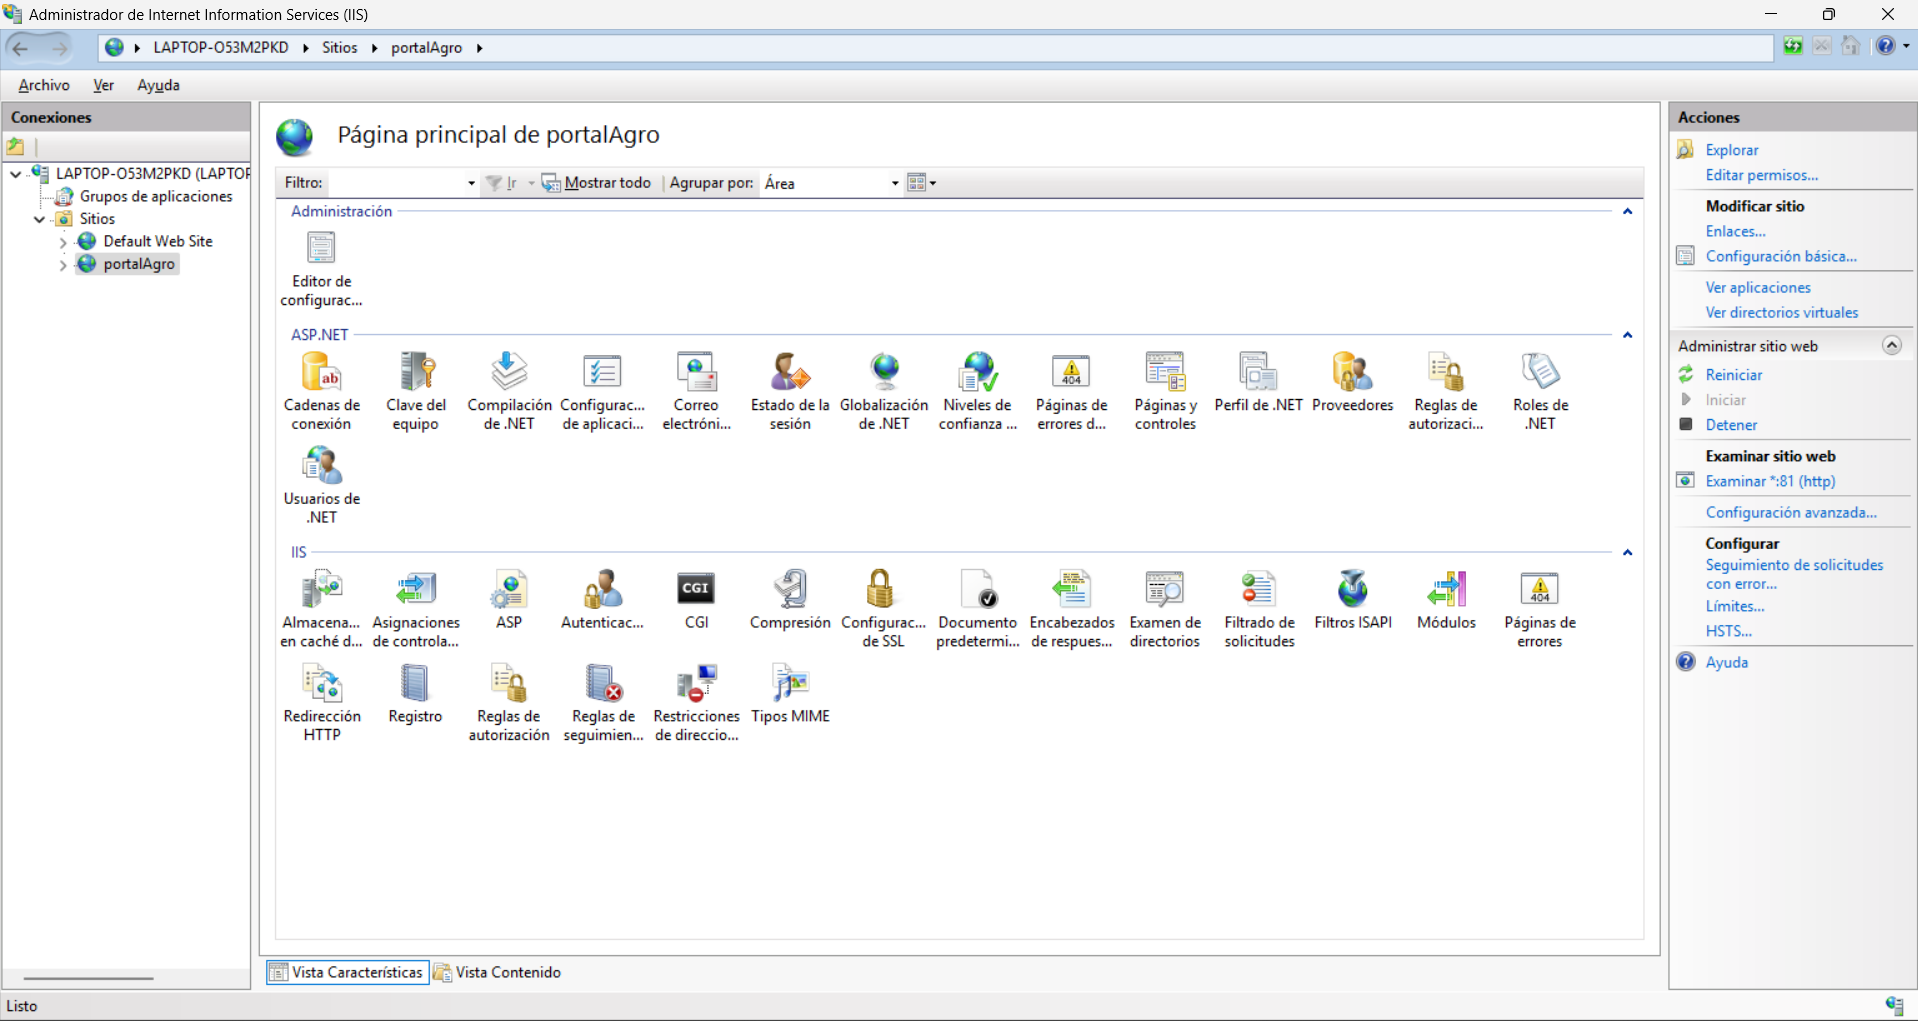 Administrador de Internet Information Services (IIS)
LAPTOP-O53M2PKD
Sitios
portalAgro
Archivo
Ver
Ayuda
Conexiones
LAPTOP-O53M2PKD (LAPTOP
Grupos de aplicaciones
Sitios
Default Web Site
portalAgro
Página principal de portalAgro
Filtro:
Ir
Mostrar todo
Agrupar por:
Área
Administración
Editor de
configurac...
ASP.NET
Cadenas de
conexión
Clave del
equipo
Compilación
de .NET
Configurac...
de aplicaci...
Correo
electróni...
Estado de la
sesión
Globalización
de .NET
Niveles de
confianza ...
404
Páginas de
errores d...
Páginas y
controles
Perfil de .NET
Proveedores
Reglas de
autorizaci...
Roles de
.NET
Usuarios de
.NET
IIS
Almacena...
en caché d...
Asignaciones
de controla...
ASP
Autenticac...
CGI
CGI
Compresión
Configurac...
de SSL
Documento
predetermi...
Encabezados
de respues...
Examen de
directorios
Filtrado de
solicitudes
Filtros ISAPI
Módulos
404
Páginas de
errores
Redirección
HTTP
Registro
Reglas de
autorización
Reglas de
seguimien...
Restricciones
de direccio...
Tipos MIME
Vista Características
Vista Contenido
Acciones
Explorar
Editar permisos...
Modificar sitio
Enlaces...
Configuración básica...
Ver aplicaciones
Ver directorios virtuales
Administrar sitio web
Reiniciar
Iniciar
Detener
Examinar sitio web
Examinar *:81 (http)
Configuración avanzada...
Configurar
Seguimiento de solicitudes
con error...
Límites...
HSTS...
Ayuda
Listo